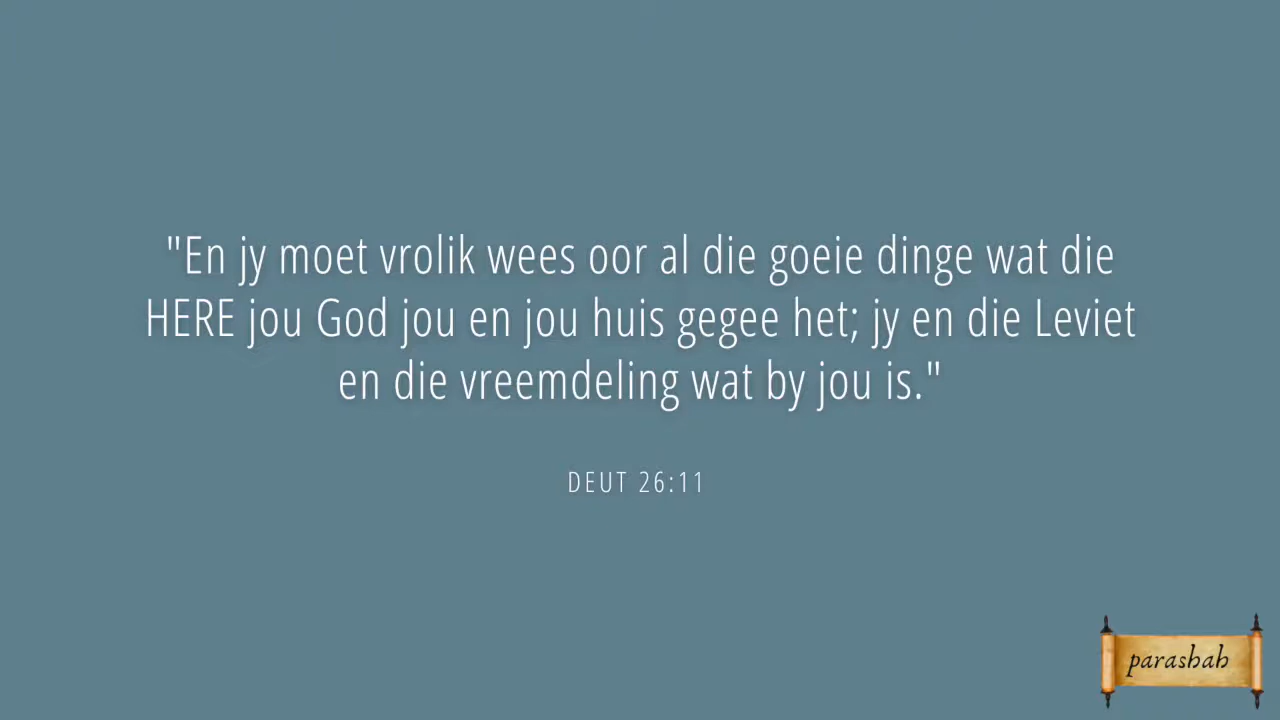 "En jy moet vrolik wees oor al die goeie dinge wat die
HERE jou God jou en jou huis gegee het; jy en die Leviet
en die vreemdeling wat by jou is."
DEUT 26:11
parashah